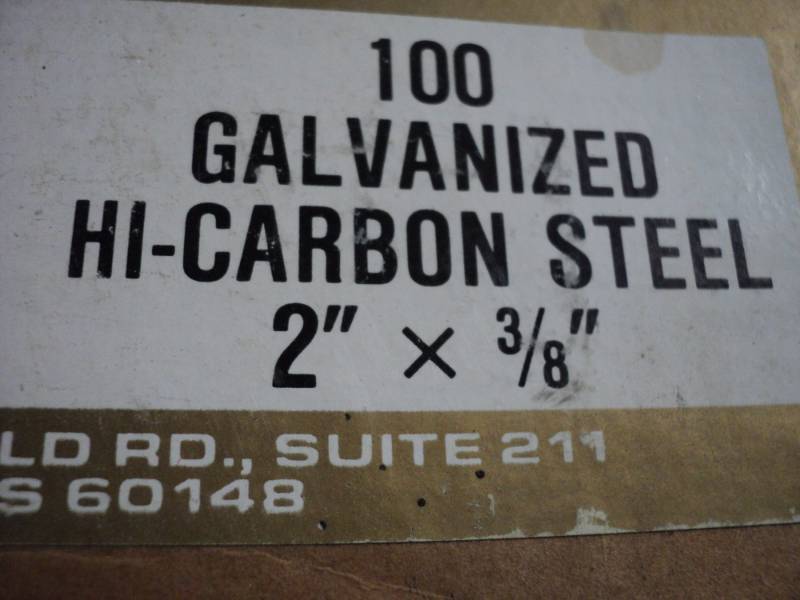 100
GALVANIZED
HI-CARBON STEEL
2" × 3/8"
LD RD., SUITE 211
S 60148